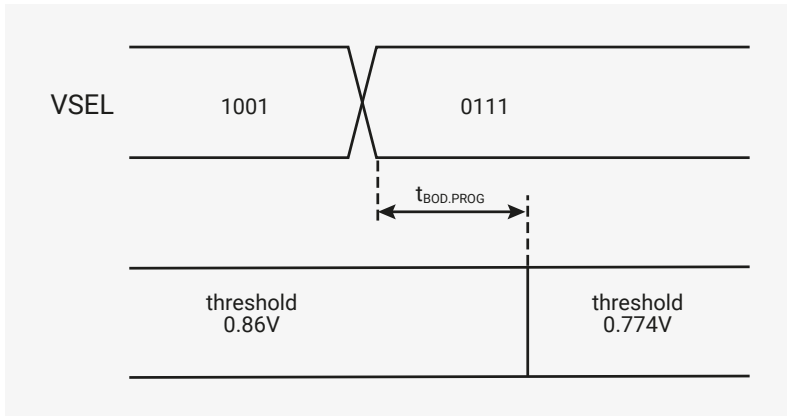 VSEL 1001 0111
tBOD.PROG
threshold threshold
0.86V 0.774V